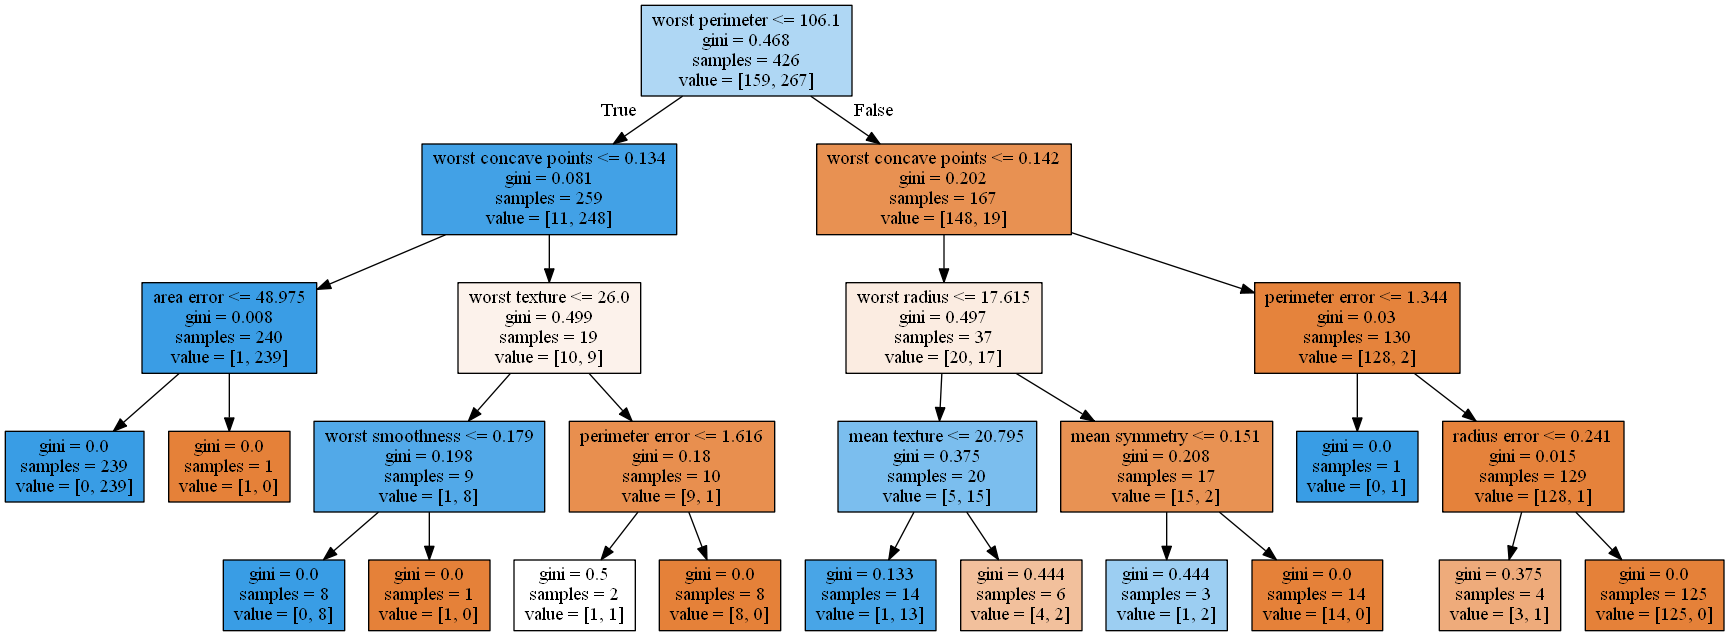 worst perimeter <= 106.1
gini = 0.468
samples = 426
value = [159, 267]
True
False
worst concave points <= 0.134
gini = 0.081
samples = 259
value = [11, 248]
worst concave points <= 0.142
gini = 0.202
samples = 167
value = [148, 19]
area error <= 48.975
gini = 0.008
samples = 240
value = [1, 239]
worst texture <= 26.0
gini = 0.499
samples = 19
value = [10, 9]
worst radius <= 17.615
gini = 0.497
samples = 37
value = [20, 17]
perimeter error <= 1.344
gini = 0.03
samples = 130
value = [128, 2]
gini = 0.0
samples = 239
value = [0, 239]
gini = 0.0
samples = 1
value = [1, 0]
worst smoothness <= 0.179
gini = 0.198
samples = 9
value = [1, 8]
perimeter error <= 1.616
gini = 0.18
samples = 10
value = [9, 1]
mean texture <= 20.795
gini = 0.375
samples = 20
value = [5, 15]
mean symmetry <= 0.151
gini = 0.208
samples = 17
value = [15, 2]
gini = 0.0
samples = 1
value = [0, 1]
radius error <= 0.241
gini = 0.015
samples = 129
value = [128, 1]
gini = 0.0
samples = 8
value = [0, 8]
gini = 0.0
samples = 1
value = [1, 0]
gini = 0.5
samples = 2
value = [1, 1]
gini = 0.0
samples = 8
value = [8, 0]
gini = 0.133
samples = 14
value = [1, 13]
gini = 0.444
samples = 6
value = [4, 2]
gini = 0.444
samples = 3
value = [1, 2]
gini = 0.0
samples = 14
value = [14, 0]
gini = 0.375
samples = 4
value = [3, 1]
gini = 0.0
samples = 125
value = [125, 0]